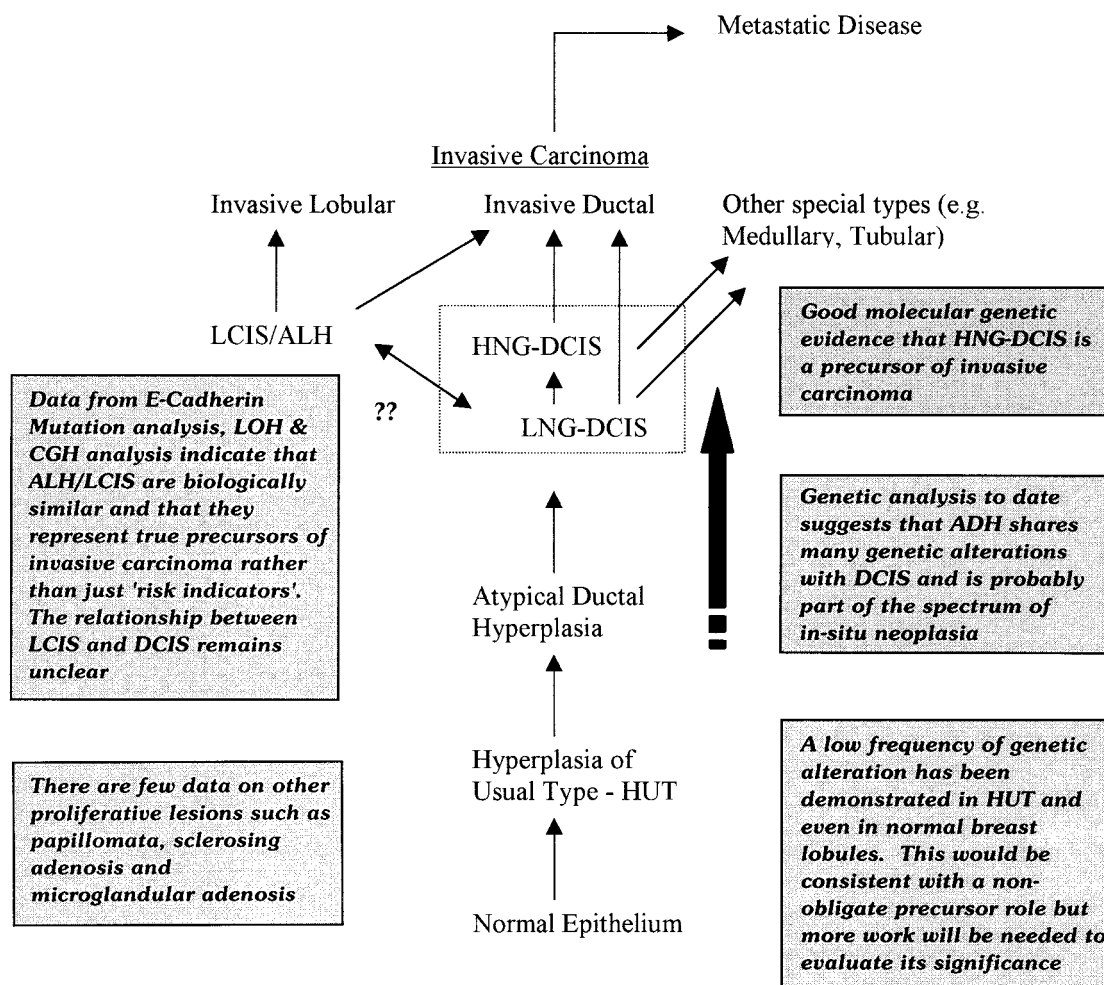 Metastatic Disease
Invasive Carcinoma
Invasive Lobular
Invasive Ductal
Other special types (e.g.
Medullary, Tubular)
LCIS/ALH
HNG-DCIS
LNG-DCIS
??
Good molecular genetic
evidence that HNG-DCIS is
a precursor of invasive
carcinoma
Data from E-Cadherin
Mutation analysis, LOH &
CGH analysis indicate that
ALH/LCIS are biologically
similar and that they
represent true precursors of
invasive carcinoma rather
than just 'risk indicators'.
The relationship between
LCIS and DCIS remains
unclear
Genetic analysis to date
suggests that ADH shares
many genetic alterations
with DCIS and is probably
part of the spectrum of
in-situ neoplasia
Atypical Ductal
Hyperplasia
Hyperplasia of
Usual Type - HUT
There are few data on other
proliferative lesions such as
papillomata, sclerosing
adenosis and
microglandular adenosis
A low frequency of genetic
alteration has been
demonstrated in HUT and
even in normal breast
lobules. This would be
consistent with a non-
obligate precursor role but
more work will be needed to
evaluate its significance
Normal Epithelium